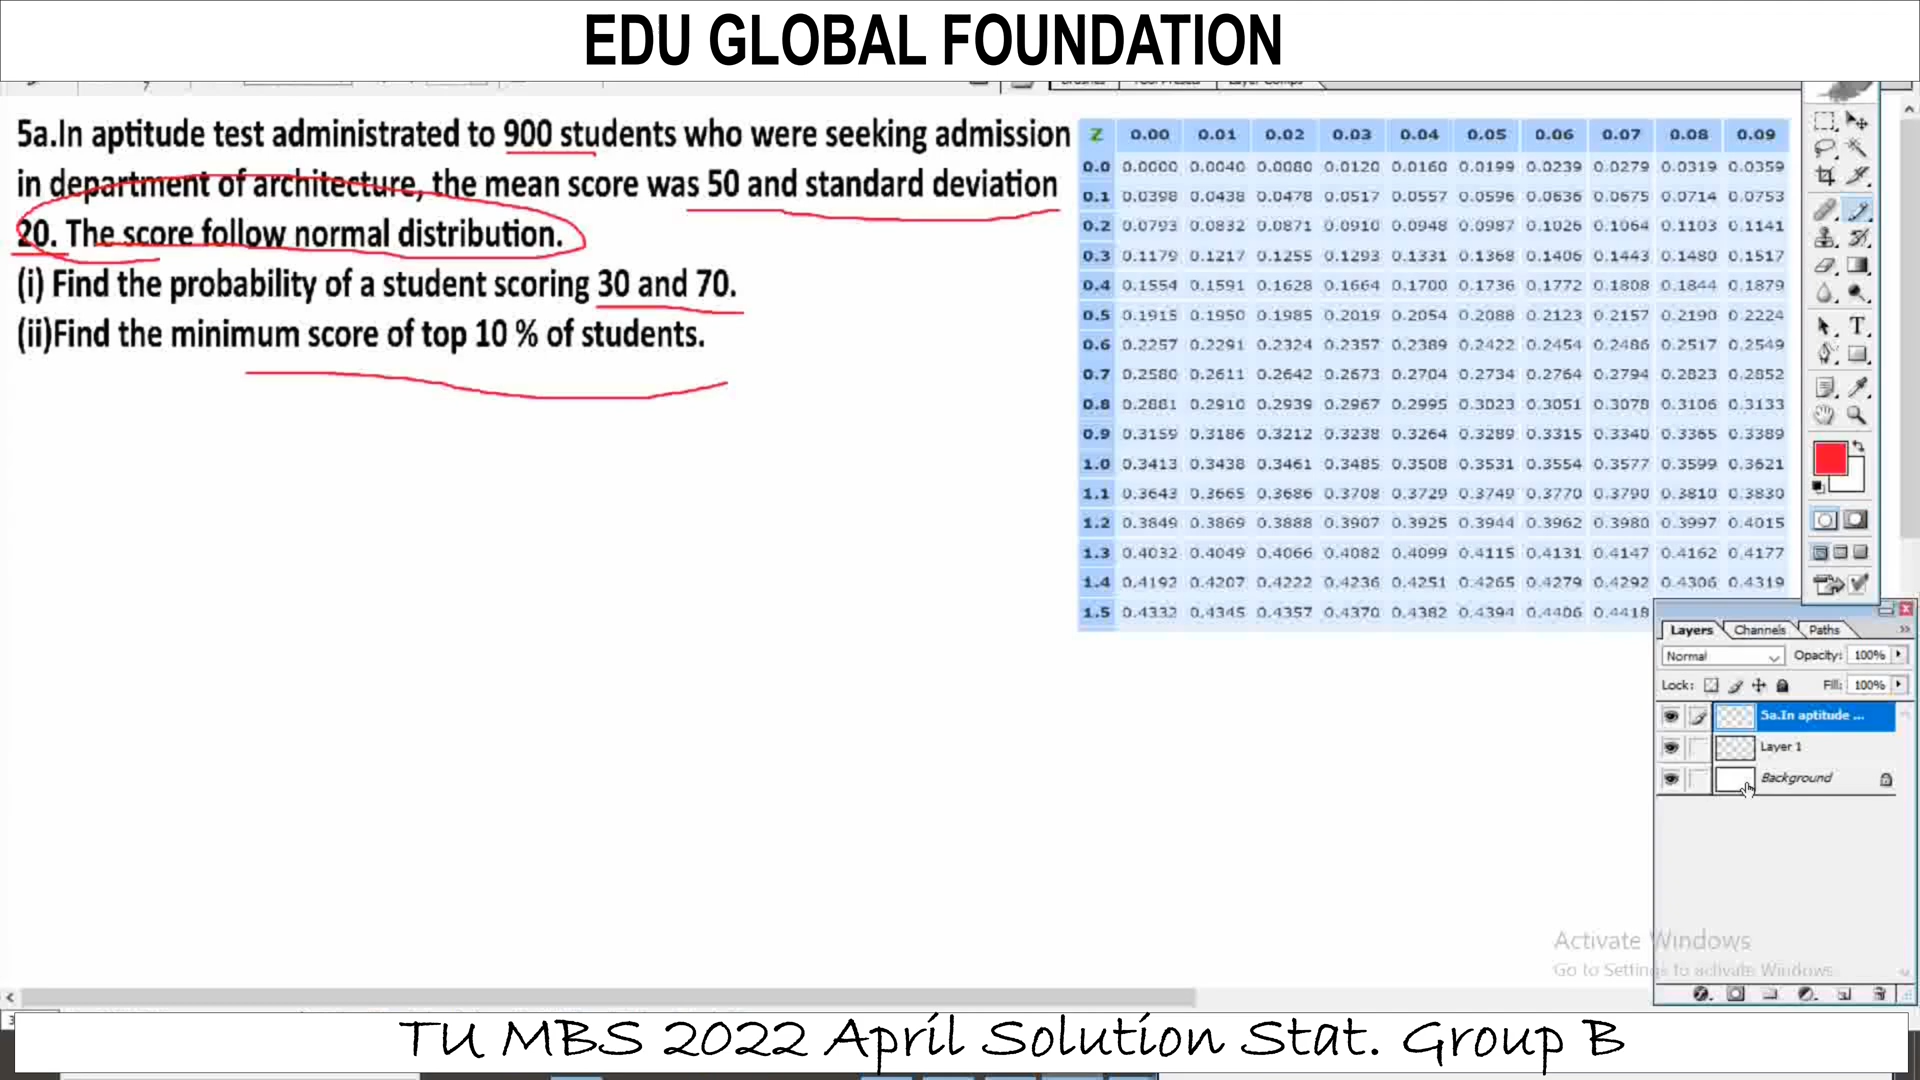 EDU GLOBAL FOUNDATION
5a.In aptitude test administrated to 900 students who were seeking admission
in department of architecture, the mean score was 50 and standard deviation
20. The score follow normal distribution.
(i) Find the probability of a student scoring 30 and 70.
(ii)Find the minimum score of top 10 % of students.
Z 0.00 0.01 0.02 0.03 0.04 0.05 0.06 0.07 0.08 0.09
0.0 0.0000 0.0040 0.0080 0.0120 0.0160 0.0199 0.0239 0.0279 0.0319 0.0359
0.1 0.0398 0.0438 0.0478 0.0517 0.0557 0.0596 0.0636 0.0675 0.0714 0.0753
0.2 0.0793 0.0832 0.0871 0.0910 0.0948 0.0987 0.1026 0.1064 0.1103 0.1141
0.3 0.1179 0.1217 0.1255 0.1293 0.1331 0.1368 0.1406 0.1443 0.1480 0.1517
0.4 0.1554 0.1591 0.1628 0.1664 0.1700 0.1736 0.1772 0.1808 0.1844 0.1879
0.5 0.1915 0.1950 0.1985 0.2019 0.2054 0.2088 0.2123 0.2157 0.2190 0.2224
0.6 0.2257 0.2291 0.2324 0.2357 0.2389 0.2422 0.2454 0.2486 0.2517 0.2549
0.7 0.2580 0.2611 0.2642 0.2673 0.2704 0.2734 0.2764 0.2794 0.2823 0.2852
0.8 0.2881 0.2910 0.2939 0.2967 0.2995 0.3023 0.3051 0.3078 0.3106 0.3133
0.9 0.3159 0.3186 0.3212 0.3238 0.3264 0.3289 0.3315 0.3340 0.3365 0.3389
1.0 0.3413 0.3438 0.3461 0.3485 0.3508 0.3531 0.3554 0.3577 0.3599 0.3621
1.1 0.3643 0.3665 0.3686 0.3708 0.3729 0.3749 0.3770 0.3790 0.3810 0.3830
1.2 0.3849 0.3869 0.3888 0.3907 0.3925 0.3944 0.3962 0.3980 0.3997 0.4015
1.3 0.4032 0.4049 0.4066 0.4082 0.4099 0.4115 0.4131 0.4147 0.4162 0.4177
1.4 0.4192 0.4207 0.4222 0.4236 0.4251 0.4265 0.4279 0.4292 0.4306 0.4319
1.5 0.4332 0.4345 0.4357 0.4370 0.4382 0.4394 0.4406 0.4418
Layers Channels Paths
Normal Opacity: 100%
Lock: Fill: 100%
5a.In aptitude ...
Layer 1
Background
Activate Windows
Go to Settings to activate Windows.
TU MBS 2022 April Solution Stat. Group B